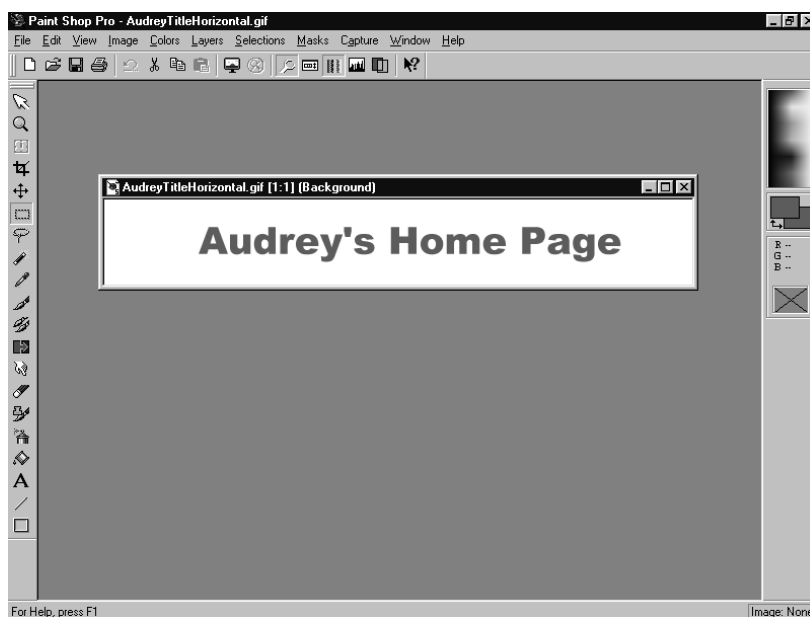 Paint Shop Pro - AudreyTitleHorizontal.gif
File Edit View Image Colors Layers Selections Masks Capture Window Help
AudreyTitleHorizontal.gif [1:1] (Background)
Audrey's Home Page
R --
G --
B --
A
For Help, press F1
Image: None